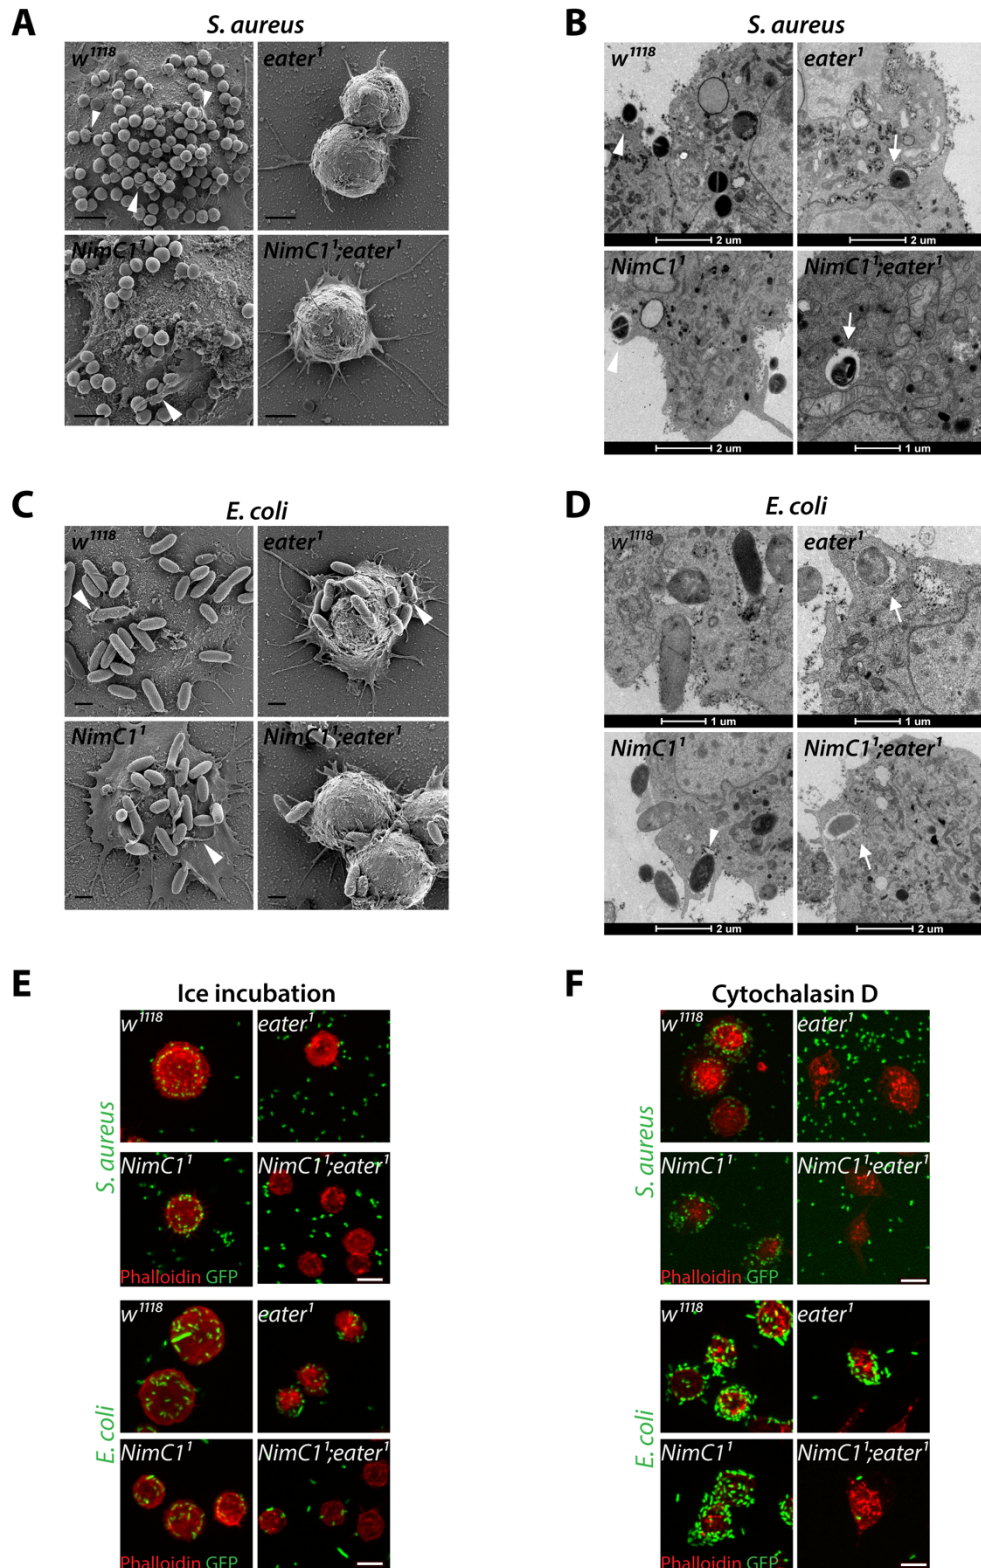 A
S. aureus
w1118
eater1
NimC11
NimC11;eater1
B
S. aureus
w1118
eater1
2 um
2 um
NimC11
NimC11;eater1
2 um
1 um
C
E. coli
w1118
eater1
NimC11
NimC11;eater1
D
E. coli
w1118
eater1
1 um
1 um
NimC11
NimC11;eater1
2 um
2 um
E
Ice incubation
S. aureus
w1118
eater1
NimC11
NimC11;eater1
Phalloidin GFP
E. coli
w1118
eater1
NimC11
NimC11;eater1
Phalloidin GFP
F
Cytochalasin D
S. aureus
w1118
eater1
NimC11
NimC11;eater1
Phalloidin GFP
E. coli
w1118
eater1
NimC11
NimC11;eater1
Phalloidin GFP